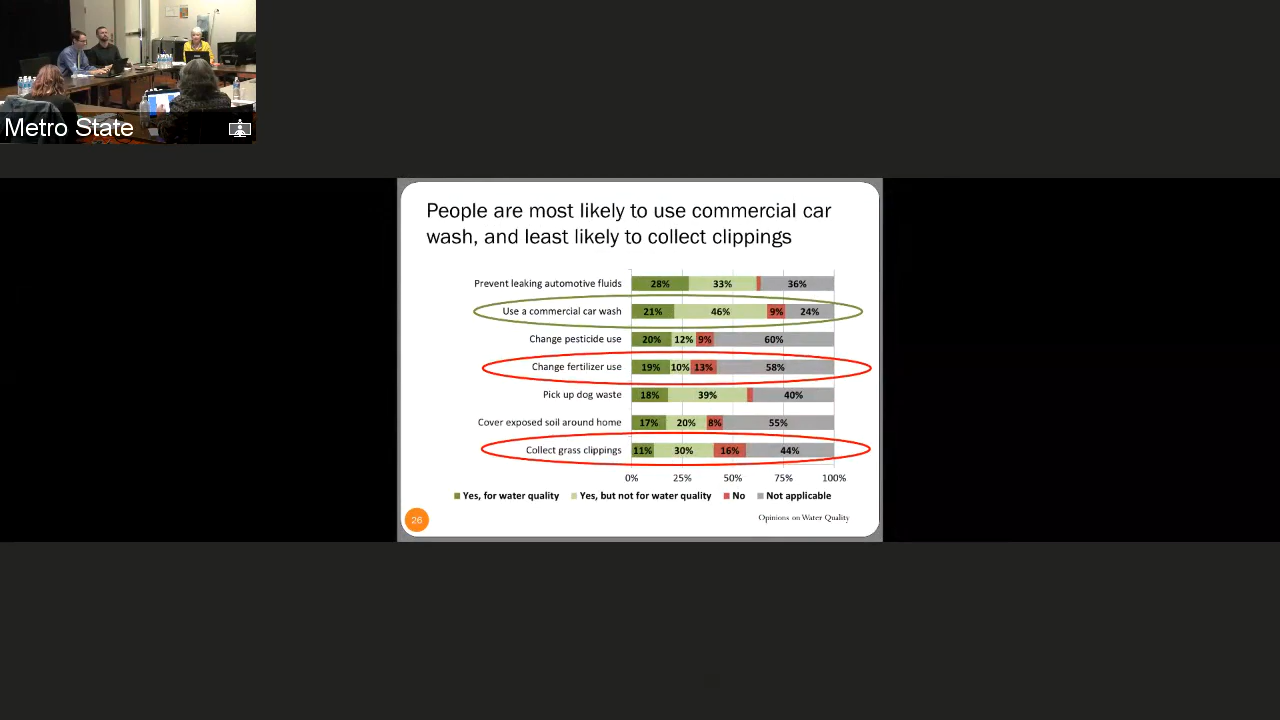 Metro State
People are most likely to use commercial car
wash, and least likely to collect clippings
Prevent leaking automotive fluids 28% 33% 36%
Use a commercial car wash 21% 46% 9% 24%
Change pesticide use 20% 12% 9% 60%
Change fertilizer use 19% 10% 13% 58%
Pick up dog waste 18% 39% 40%
Cover exposed soil around home 17% 20% 8% 55%
Collect grass clippings 11% 30% 16% 44%
0% 25% 50% 75% 100%
Yes, for water quality Yes, but not for water quality No Not applicable
26 Opinions on Water Quality